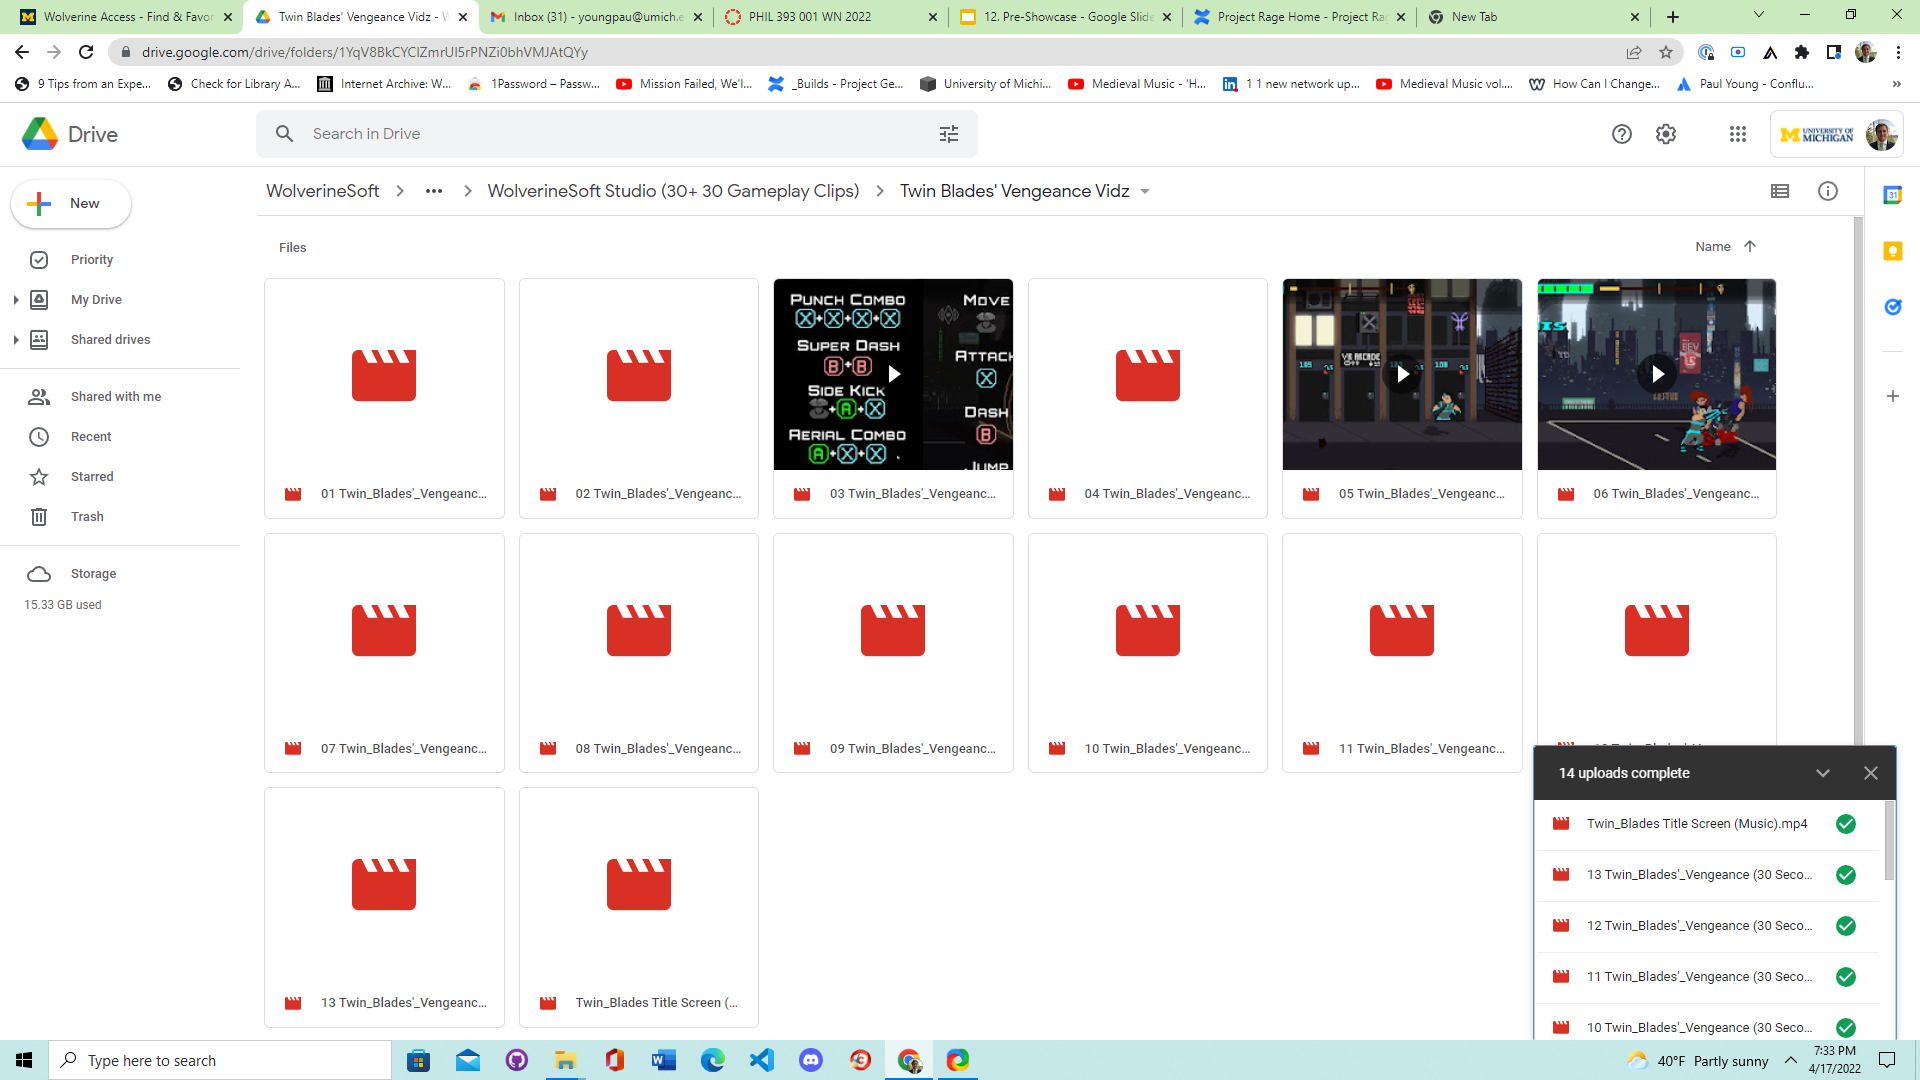 Wolverine Access - Find & Favor
Twin Blades' Vengeance Vidz - W
Inbox (31) - youngpau@umich.e
PHIL 393 001 WN 2022
12. Pre-Showcase - Google Slide
Project Rage Home - Project Rag
New Tab
drive.google.com/drive/folders/1YqV8BkCYClZmrUI5rPNZi0bhVMJAtQYy
9 Tips from an Expe...
Check for Library A...
Internet Archive: W...
1Password – Passw...
Mission Failed, We'l...
_Builds - Project Ge...
University of Michi...
Medieval Music - 'H...
1 1 new network up...
Medieval Music vol....
How Can I Change...
Paul Young - Conflu...
Drive
Search in Drive
UNIVERSITY OF MICHIGAN
New
Priority
My Drive
Shared drives
Shared with me
Recent
Starred
Trash
Storage
15.33 GB used
WolverineSoft
WolverineSoft Studio (30+ 30 Gameplay Clips)
Twin Blades' Vengeance Vidz
31
Files
Name
PUNCH COMBO
X+X+X+X
SUPER DASH
B+B
SIDE KICK
+A+X
AERIAL COMBO
A+X+X
MOVE
ATTACK
X
DASH
B
JUMP
01 Twin_Blades'_Vengeanc...
02 Twin_Blades'_Vengeanc...
03 Twin_Blades'_Vengeanc...
04 Twin_Blades'_Vengeanc...
05 Twin_Blades'_Vengeanc...
06 Twin_Blades'_Vengeanc...
07 Twin_Blades'_Vengeanc...
08 Twin_Blades'_Vengeanc...
09 Twin_Blades'_Vengeanc...
10 Twin_Blades'_Vengeanc...
11 Twin_Blades'_Vengeanc...
13 Twin_Blades'_Vengeanc...
Twin_Blades Title Screen (...
14 uploads complete
Twin_Blades Title Screen (Music).mp4
13 Twin_Blades'_Vengeance (30 Seco...
12 Twin_Blades'_Vengeance (30 Seco...
11 Twin_Blades'_Vengeance (30 Seco...
10 Twin_Blades'_Vengeance (30 Seco...
Type here to search
40°F Partly sunny
7:33 PM
4/17/2022